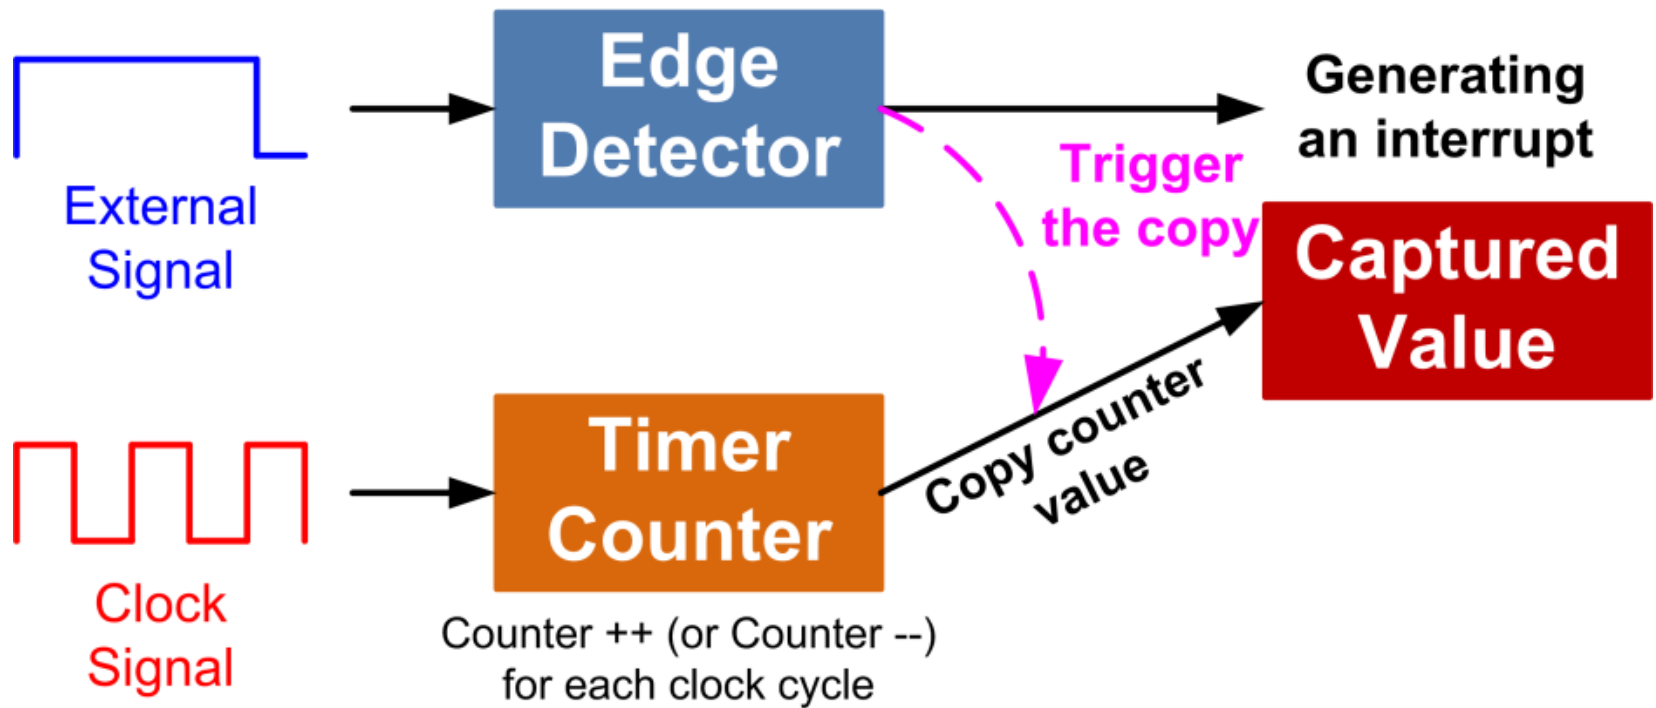 External
Signal
Edge
Detector
Generating
an interrupt
Trigger
the copy
Captured
Value
Copy counter
value
Clock
Signal
Timer
Counter
Counter ++ (or Counter --)
for each clock cycle